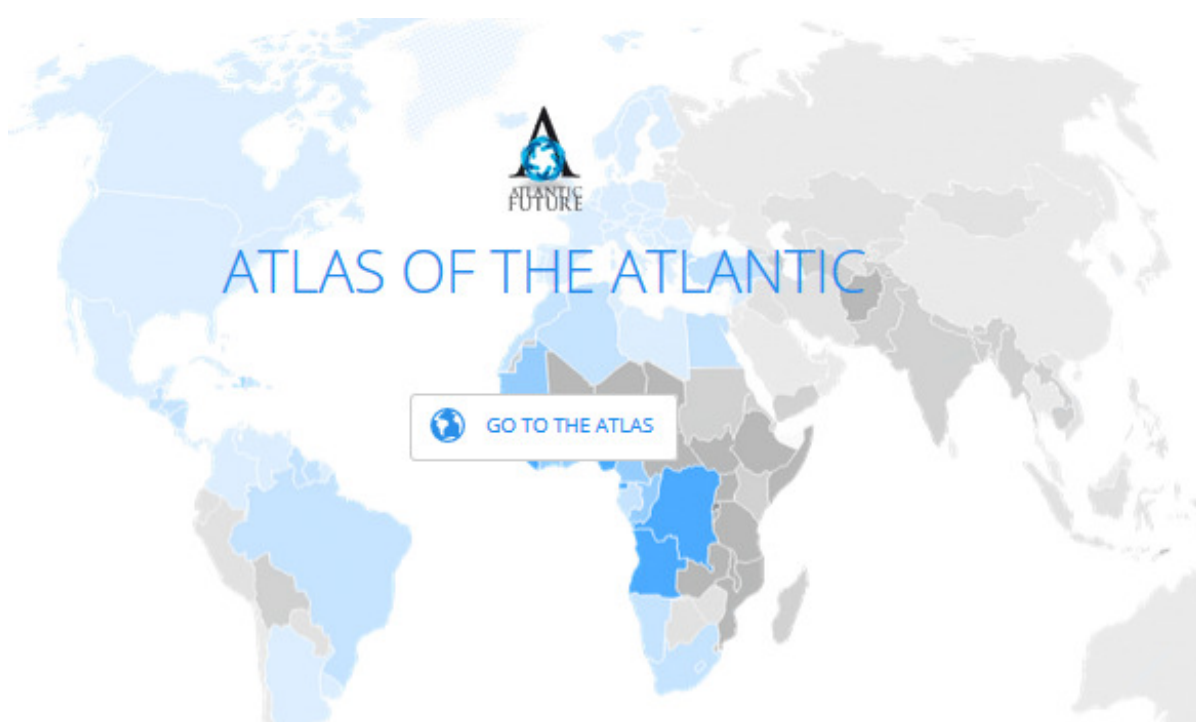 ATLANTIC
FUTURE
ATLAS OF THE ATLANTIC
GO TO THE ATLAS